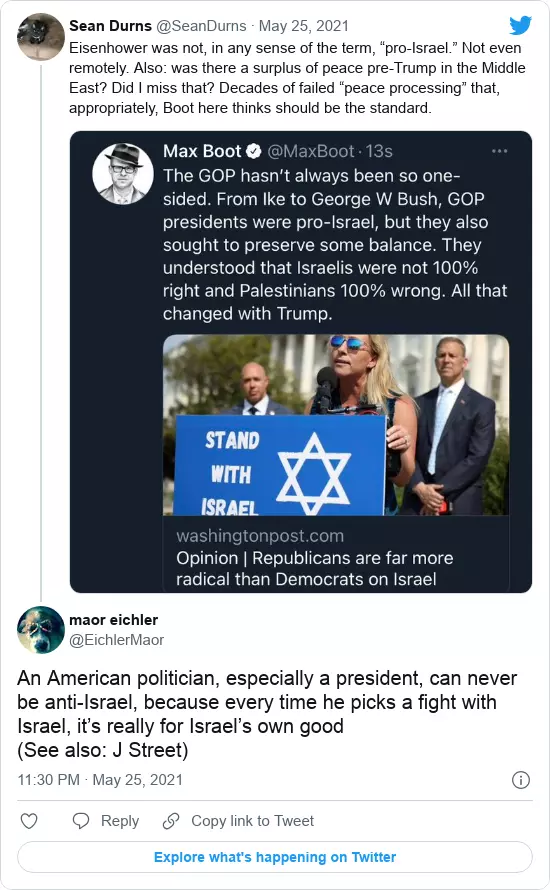 Sean Durns @SeanDurns · May 25, 2021
Eisenhower was not, in any sense of the term, “pro-Israel.” Not even
remotely. Also: was there a surplus of peace pre-Trump in the Middle
East? Did I miss that? Decades of failed “peace processing” that,
appropriately, Boot here thinks should be the standard.
Max Boot @MaxBoot · 13s
The GOP hasn’t always been so one-
sided. From Ike to George W Bush, GOP
presidents were pro-Israel, but they also
sought to preserve some balance. They
understood that Israelis were not 100%
right and Palestinians 100% wrong. All that
changed with Trump.
STAND
WITH
ISRAEL
washingtonpost.com
Opinion | Republicans are far more
radical than Democrats on Israel
maor eichler
@EichlerMaor
An American politician, especially a president, can never
be anti-Israel, because every time he picks a fight with
Israel, it’s really for Israel’s own good
(See also: J Street)
11:30 PM · May 25, 2021
Reply
Copy link to Tweet
Explore what's happening on Twitter